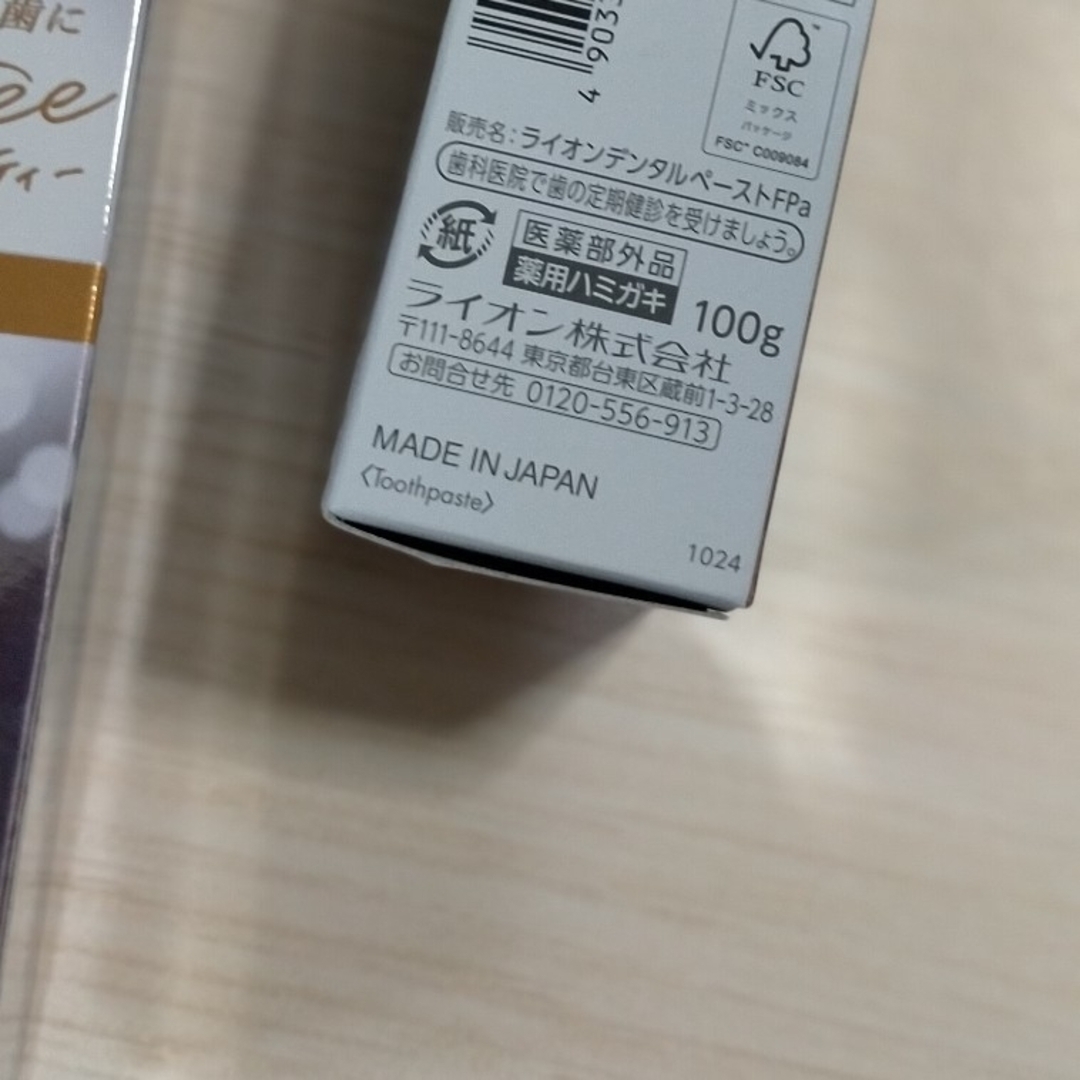 歯に
ee
ティー
4 903
FSC
ミックス
パッケージ
FSC® C009084
販売名:ライオンデンタルペーストFPa
歯科医院で歯の定期健診を受けましょう。
紙
医薬部外品
薬用ハミガキ
100g
ライオン株式会社
〒111-8644 東京都台東区蔵前1-3-28
お問合せ先 0120-556-913
MADE IN JAPAN
〈Toothpaste〉
1024